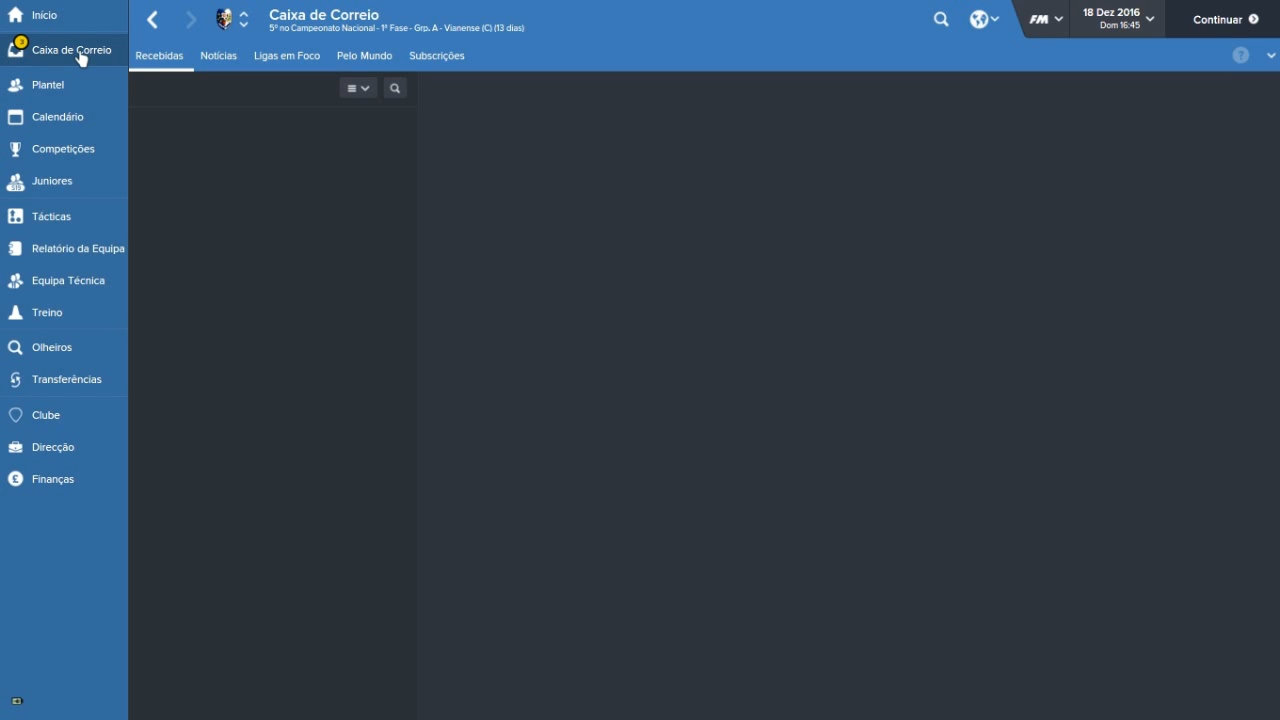 Início
Caixa de Correio
3
Plantel
Calendário
Competições
Juniores
Tácticas
Relatório da Equipa
Equipa Técnica
Treino
Olheiros
Transferências
Clube
Direcção
Finanças
Caixa de Correio
5º no Campeonato Nacional - 1ª Fase - Grp. A - Vianense (C) (13 dias)
FM
18 Dez 2016
Dom 16:45
Continuar
Recebidas
Notícias
Ligas em Foco
Pelo Mundo
Subscrições